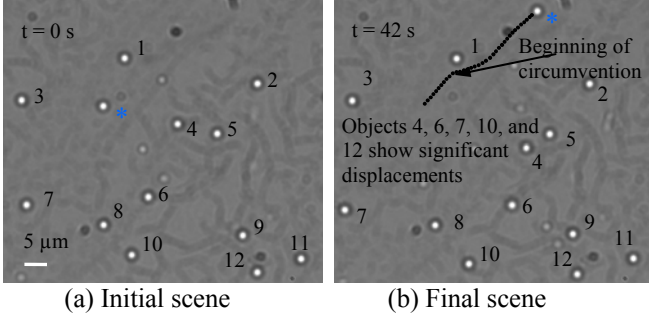 t = 0 s
1
2
3
*
4
5
6
7
8
9
10
11
12
5 µm
(a) Initial scene
t = 42 s
*
1
Beginning of
circumvention
3
2
Objects 4, 6, 7, 10, and
12 show significant
displacements
5
4
6
7
8
9
10
11
12
(b) Final scene